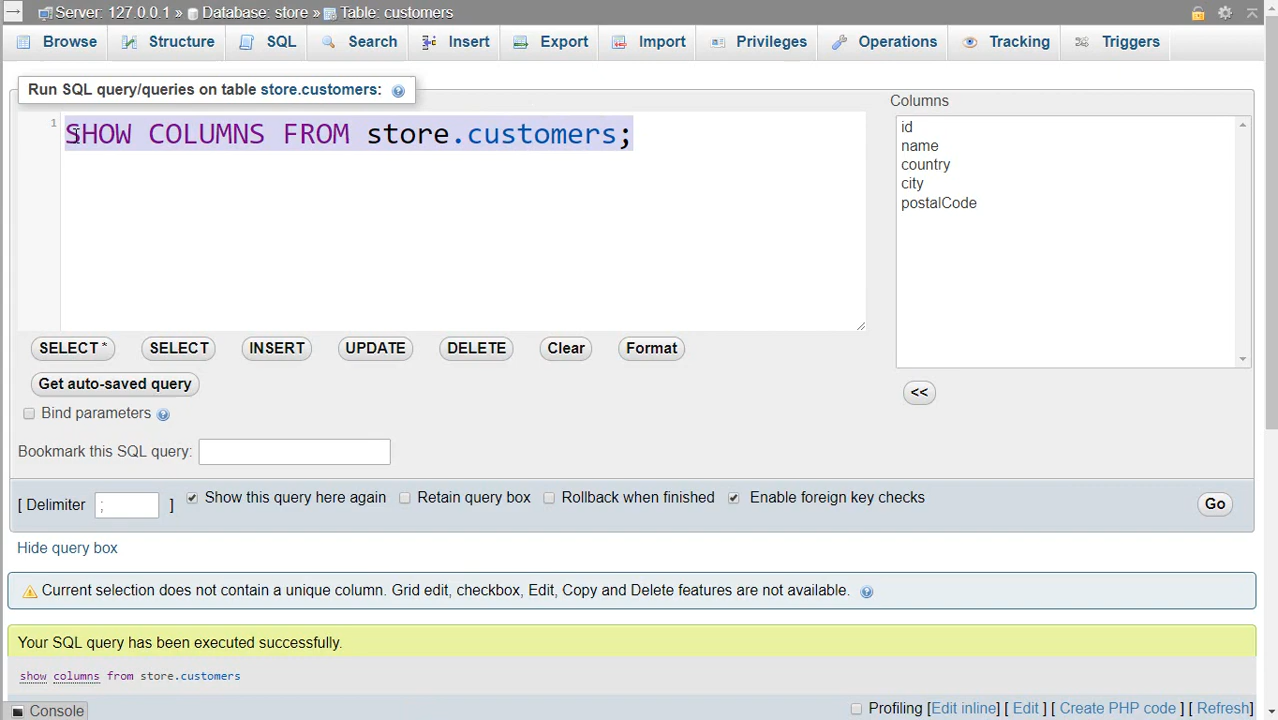 Server: 127.0.0.1 » Database: store » Table: customers
Browse Structure SQL Search Insert Export Import Privileges Operations Tracking Triggers
Run SQL query/queries on table store.customers:
1 SHOW COLUMNS FROM store.customers;
Columns
id
name
country
city
postalCode
SELECT * SELECT INSERT UPDATE DELETE Clear Format
<<
Get auto-saved query
Bind parameters
Bookmark this SQL query:
[ Delimiter ; ] Show this query here again Retain query box Rollback when finished Enable foreign key checks Go
Hide query box
Current selection does not contain a unique column. Grid edit, checkbox, Edit, Copy and Delete features are not available.
Your SQL query has been executed successfully.
show columns from store.customers
Console Profiling [Edit inline] [ Edit ] [ Create PHP code ] [ Refresh]